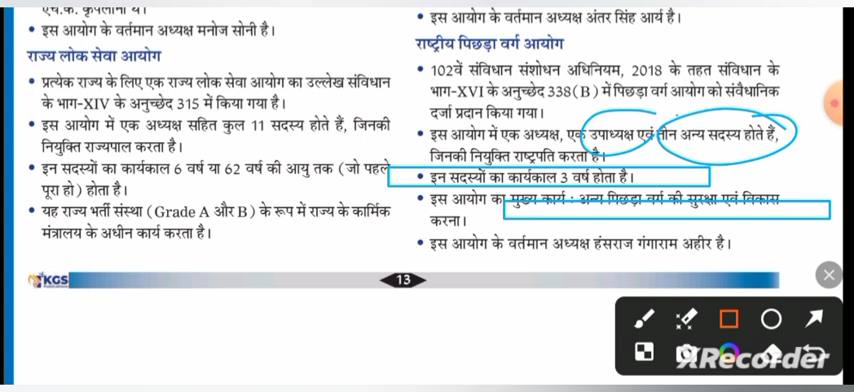 एच.के. कृपलानी थे।
• इस आयोग के वर्तमान अध्यक्ष मनोज सोनी है।
राज्य लोक सेवा आयोग
• प्रत्येक राज्य के लिए एक राज्य लोक सेवा आयोग का उल्लेख संविधान
के भाग-XIV के अनुच्छेद 315 में किया गया है।
• इस आयोग में एक अध्यक्ष सहित कुल 11 सदस्य होते हैं, जिनकी
नियुक्ति राज्यपाल करता है।
• इन सदस्यों का कार्यकाल 6 वर्ष या 62 वर्ष की आयु तक (जो पहले
पूरा हो) होता है।
• यह राज्य भर्ती संस्था (Grade A और B) के रूप में राज्य के कार्मिक
मंत्रालय के अधीन कार्य करता है।
• इस आयोग के वर्तमान अध्यक्ष अंतर सिंह आर्य है।
राष्ट्रीय पिछड़ा वर्ग आयोग
• 102वें संविधान संशोधन अधिनियम, 2018 के तहत संविधान के
भाग-XVI के अनुच्छेद 338(B) में पिछड़ा वर्ग आयोग को संवैधानिक
दर्जा प्रदान किया गया।
• इस आयोग में एक अध्यक्ष, एक उपाध्यक्ष एवं तीन अन्य सदस्य होते हैं,
जिनकी नियुक्ति राष्ट्रपति करता है।
• इन सदस्यों का कार्यकाल 3 वर्ष होता है।
• इस आयोग का मुख्य कार्य : अन्य पिछड़ा वर्ग की सुरक्षा एवं विकास
करना।
• इस आयोग के वर्तमान अध्यक्ष हंसराज गंगाराम अहीर है।
KGS
13
XRecorder